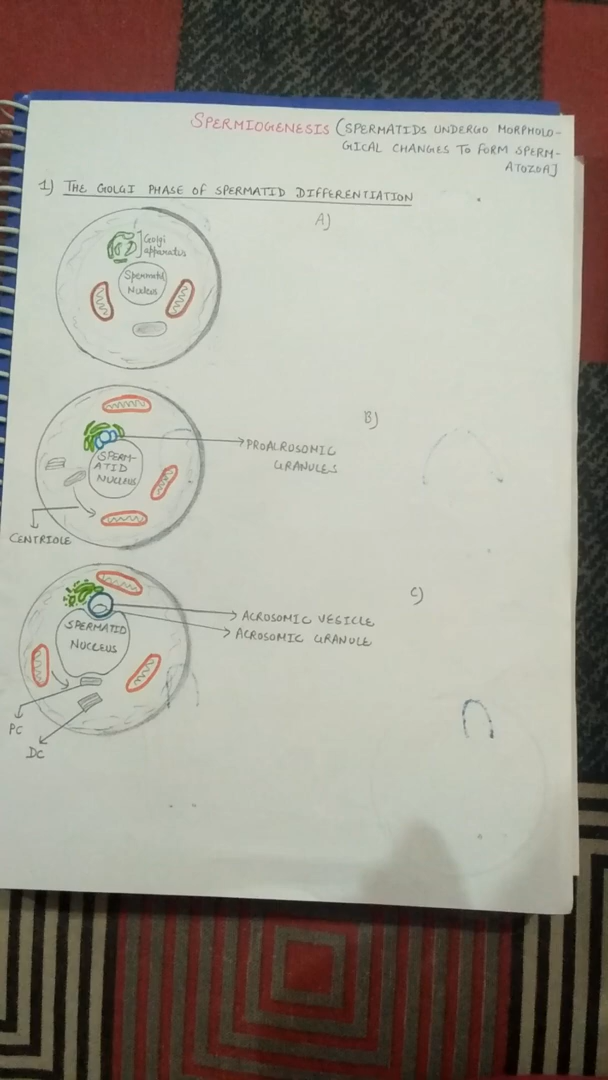 SPERMIOGENESIS (SPERMATIDS UNDERGO MORPHOLO-
GICAL CHANGES TO FORM SPERM-
ATOZOA]
1) THE GOLGI PHASE OF SPERMATID DIFFERENTIATION
A)
Golgi
apparatus
Spermatid
Nucleus
B)
PROALROSOMIC
GRANULES
SPERM-
ATID
NUCLEUS
CENTRIOLE
C)
ACROSOMIC VESICLE
ACROSOMIC GRANULE
SPERMATID
NUCLEUS
PC
DC